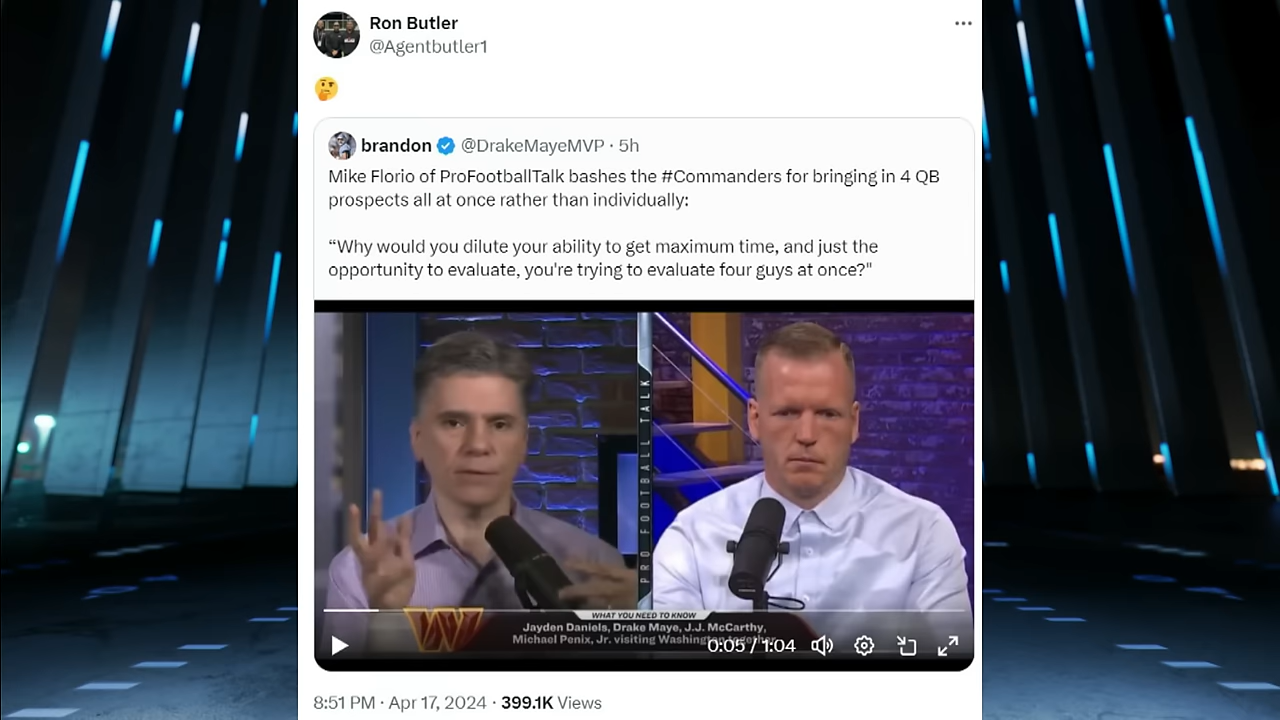 Ron Butler
@Agentbutler1
brandon @DrakeMayeMVP · 5h
Mike Florio of ProFootballTalk bashes the #Commanders for bringing in 4 QB
prospects all at once rather than individually:
“Why would you dilute your ability to get maximum time, and just the
opportunity to evaluate, you're trying to evaluate four guys at once?"
PRO FOOTBALL TALK
W
WHAT YOU NEED TO KNOW
Jayden Daniels, Drake Maye, J.J. McCarthy,
Michael Penix, Jr. visiting Washington together
0:05 / 1:04
8:51 PM · Apr 17, 2024 · 399.1K Views